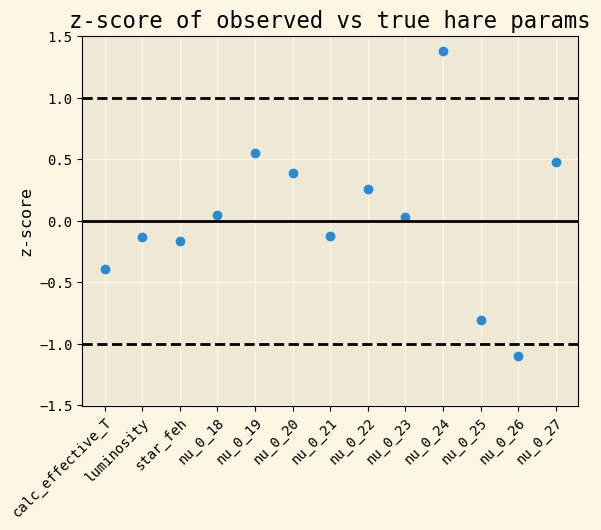 z-score of observed vs true hare params
z-score
1.5
1.0
0.5
0.0
−0.5
−1.0
−1.5
calc_effective_T
luminosity
star_feh
nu_0_18
nu_0_19
nu_0_20
nu_0_21
nu_0_22
nu_0_23
nu_0_24
nu_0_25
nu_0_26
nu_0_27